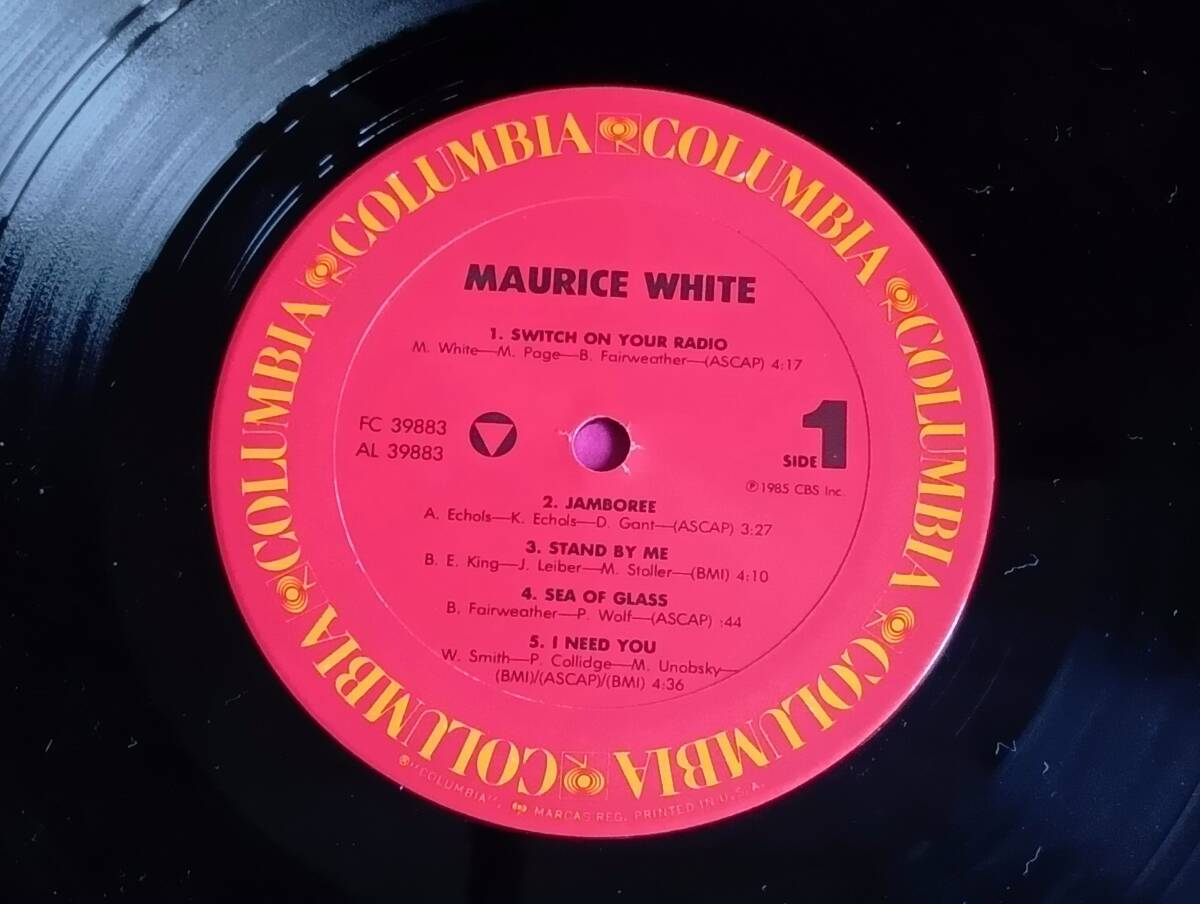 COLUMBIA COLUMBIA COLUMBIA COLUMBIA COLUMBIA COLUMBIA COLUMBIA COLUMBIA
MAURICE WHITE
1. SWITCH ON YOUR RADIO
M. White—M. Page—B. Fairweather—(ASCAP) 4:17
FC 39883
AL 39883
SIDE 1
℗1985 CBS Inc.
2. JAMBOREE
A. Echols—K. Echols—D. Gant—(ASCAP) 3:27
3. STAND BY ME
B. E. King—J. Leiber—M. Stoller—(BMI) 4:10
4. SEA OF GLASS
B. Fairweather—P. Wolf—(ASCAP) :44
5. I NEED YOU
W. Smith—P. Collidge—M. Unobsky—
(BMI)/(ASCAP)/(BMI) 4:36
® "COLUMBIA", MARCAS REG. PRINTED IN U.S.A.